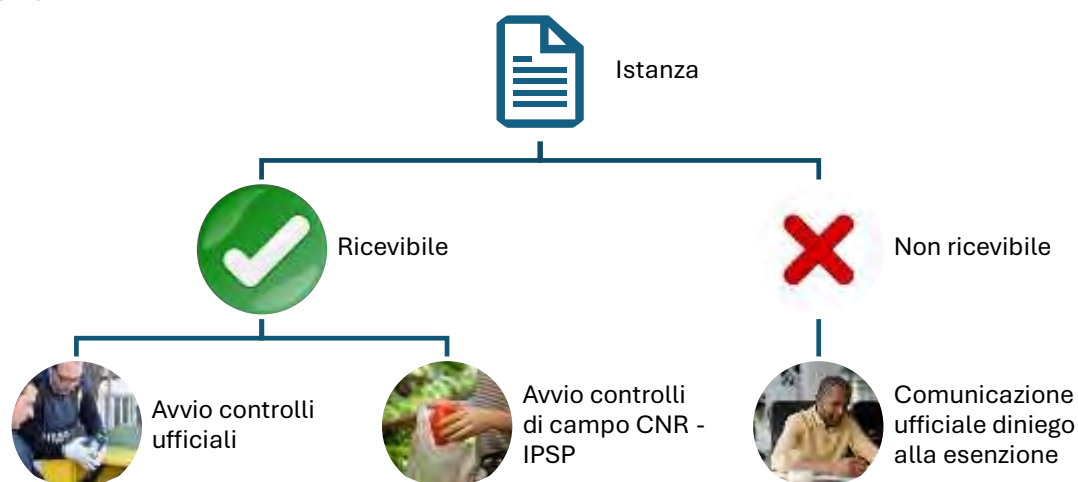 Istanza
Ricevibile
Non ricevibile
Avvio controlli
ufficiali
Avvio controlli
di campo CNR -
IPSP
Comunicazione
ufficiale diniego
alla esenzione